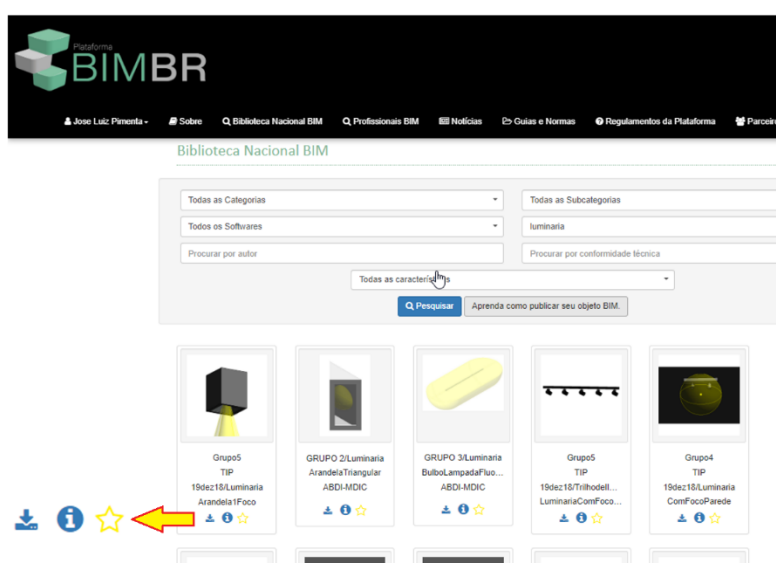 Plataforma
BIMBR
Jose Luiz Pimenta
Sobre
Biblioteca Nacional BIM
Profissionais BIM
Notícias
Guias e Normas
Regulamentos da Plataforma
Biblioteca Nacional BIM
Todas as Categorias
Todas as Subcategorias
Todos os Softwares
luminaria
Procurar por autor
Procurar por conformidade técnica
Todas as
Pesquisar
Aprenda como publicar seu objeto BIM.
Grupo5
TIP
19dez18/Luminaria
Arandela1Foco
GRUPO 2/Luminaria
ArandelaTriangular
ABDI-MDIC
GRUPO 3/Luminaria
BulboLampadaFluo...
ABDI-MDIC
Grupo5
TIP
19dez18/Trilhodell...
LuminariaComFoco...
Grupo4
TIP
19dez18/Luminaria
ComFocoParede